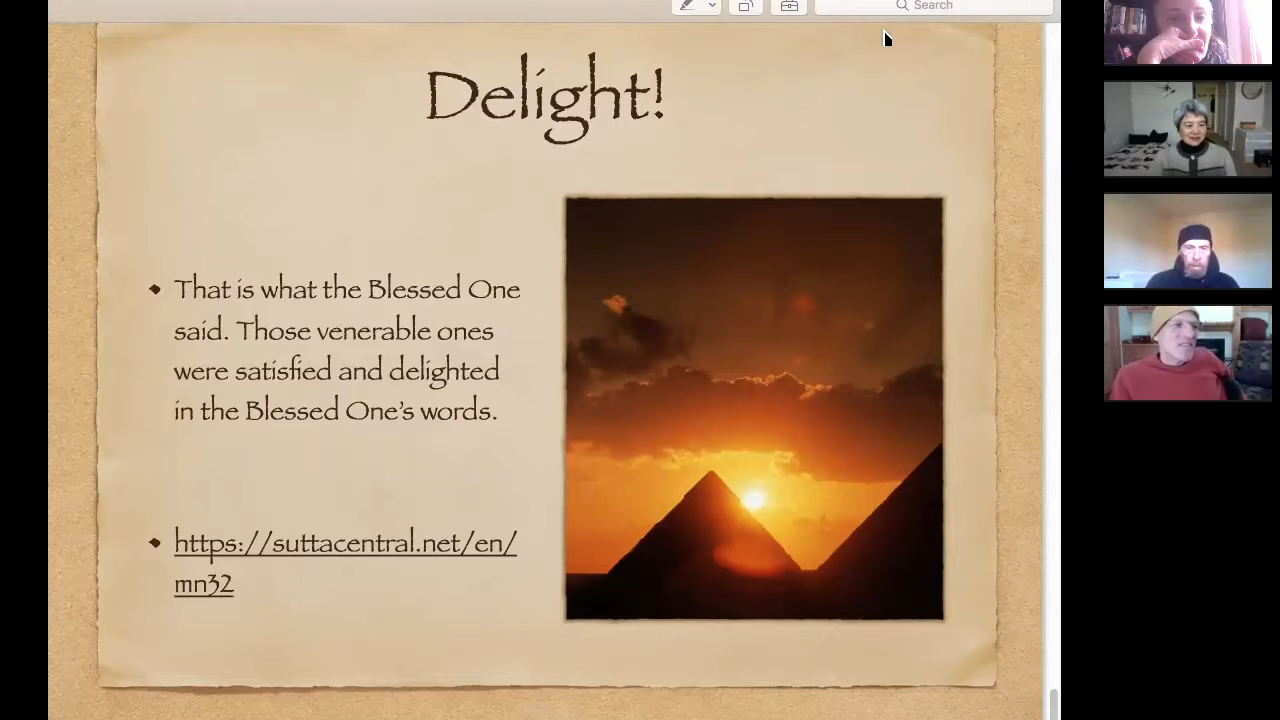 Search
Delight!
That is what the Blessed One
said. Those venerable ones
were satisfied and delighted
in the Blessed One’s words.
https://suttacentral.net/en/
mn32